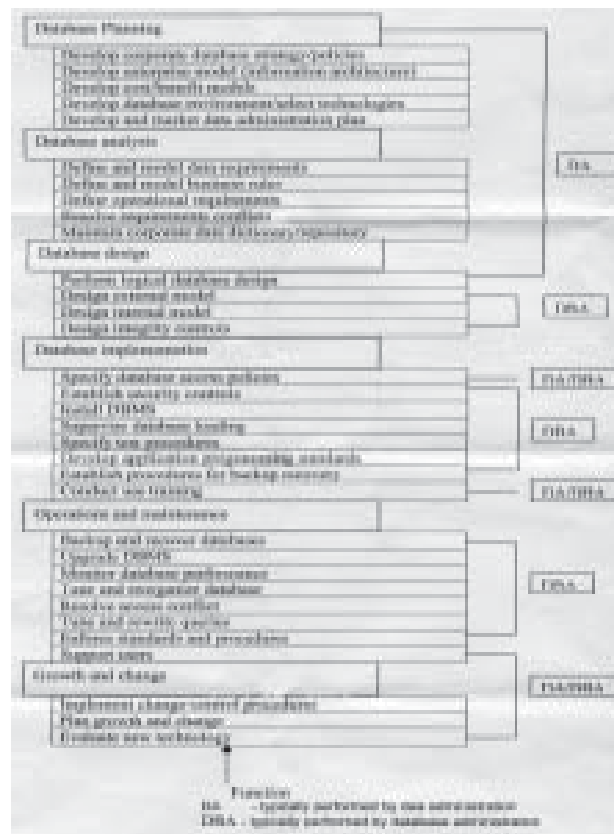 Database Planning
Develop corporate database strategy/policies
Develop enterprise model (information architecture)
Develop cost/benefit models
Develop database environment/select technologies
Develop and market data administration plan
Database analysis
Define and model data requirements
Define and model business rules
Define operational requirements
Resolve requirements conflicts
Maintain corporate data dictionary/repository
DA
Database design
Perform logical database design
Design external model
Design internal model
Design integrity controls
DBA
Database implementation
Specify database access policies
DA/DBA
Establish security controls
Install DBMS
Supervise database loading
Specify test procedures
Develop application programming standards
Establish procedures for backup recovery
DBA
Conduct user training
DA/DBA
Operations and maintenance
Backup and recover databases
Upgrade DBMS
Monitor database performance
Tune and reorganize database
Resolve access conflict
Tune and rewrite queries
Enforce standards and procedures
DBA
Support users
Growth and change
Implement change control procedures
Plan growth and change
Evaluate new technology
DA/DBA
Function
DA - typically performed by data administration
DBA - typically performed by database administration